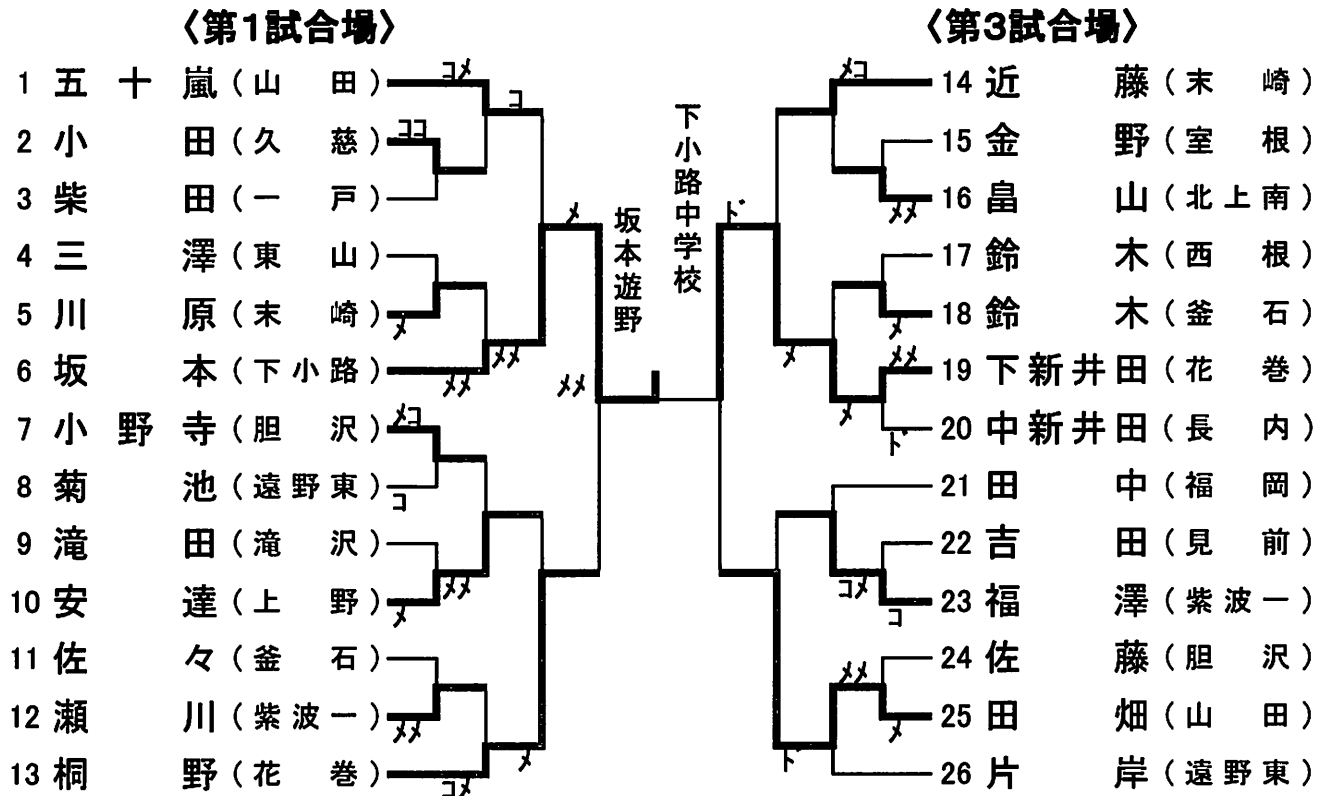 〈第1試合場〉
1 五十嵐(山田)
コメ
コ
2 小田(久慈)
ココ
3 柴田(一戸)
メ
4 三澤(東山)
5 川原(末崎)
メ
メメ
6 坂本(下小路)
メメ
メメ
7 小野寺(胆沢)
メコ
8 菊池(遠野東)
コ
9 滝田(滝沢)
メメ
10 安達(上野)
メ
11 佐々(釜石)
12 瀬川(紫波一)
メメ
メ
13 桐野(花巻)
コメ
下小路中学校
坂本遊野
〈第3試合場〉
メコ
14 近藤(末崎)
15 金野(室根)
16 畠山(北上南)
メメ
ド
17 鈴木(西根)
18 鈴木(釜石)
メ
メ
メメ
19 下新井田(花巻)
メ
20 中新井田(長内)
ド
21 田中(福岡)
22 吉田(見前)
コメ
23 福澤(紫波一)
コ
24 佐藤(胆沢)
メメ
25 田畑(山田)
メ
ド
26 片岸(遠野東)